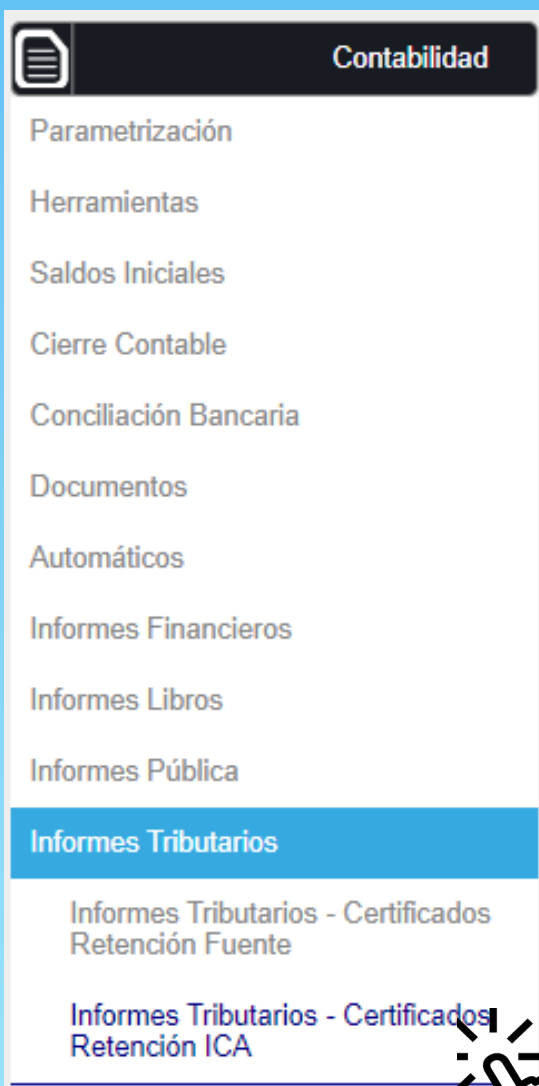 Contabilidad
Parametrización
Herramientas
Saldos Iniciales
Cierre Contable
Conciliación Bancaria
Documentos
Automáticos
Informes Financieros
Informes Libros
Informes Pública
Informes Tributarios
Informes Tributarios - Certificados
Retención Fuente
Informes Tributarios - Certificados
Retención ICA